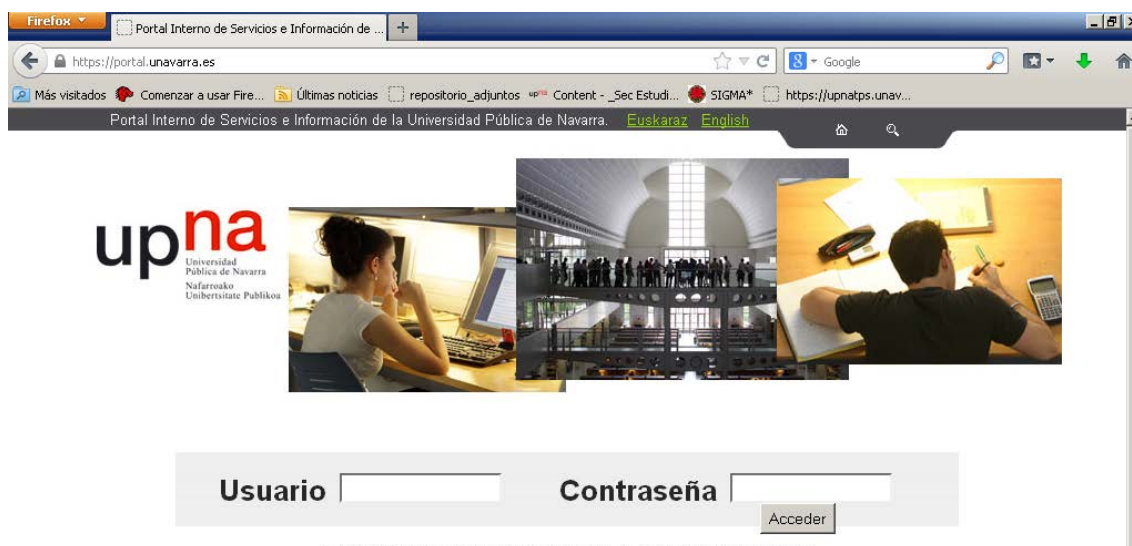 Firefox
Portal Interno de Servicios e Información de ...
https://portal.unavarra.es
Google
Más visitados Comenzar a usar Fire... Últimas noticias repositorio_adjuntos upna Content - _Sec Estudi... SIGMA* https://upnatps.unav...
Portal Interno de Servicios e Información de la Universidad Pública de Navarra. Euskaraz English
upna
Universidad
Pública de Navarra
Nafarroako
Unibertsitate Publikoa
Usuario Contraseña
Acceder